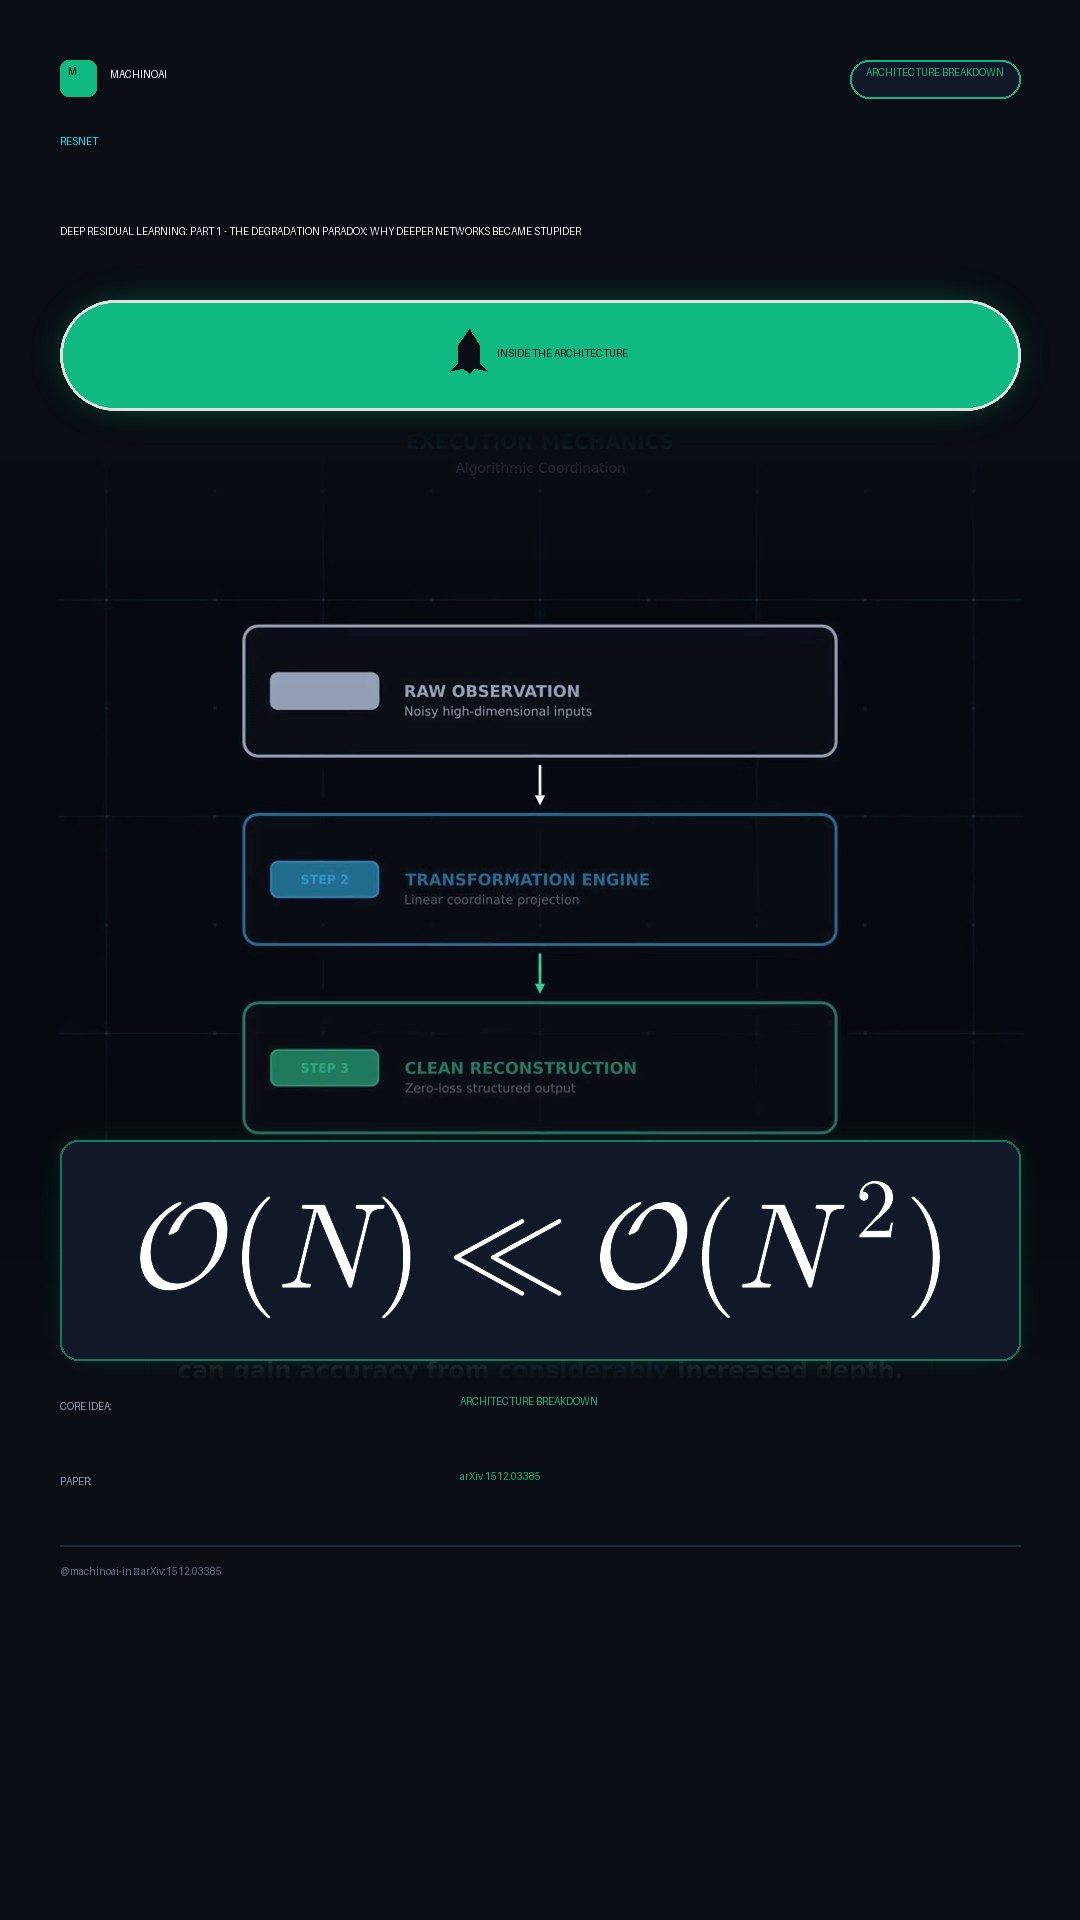 M
MACHINOAI
ARCHITECTURE BREAKDOWN
RESNET
DEEP RESIDUAL LEARNING: PART 1 - THE DEGRADATION PARADOX: WHY DEEPER NETWORKS BECAME STUPIDER
INSIDE THE ARCHITECTURE
EXECUTION MECHANICS
Algorithmic Coordination
RAW OBSERVATION
Noisy high-dimensional inputs
STEP 2
TRANSFORMATION ENGINE
Linear coordinate projection
STEP 3
CLEAN RECONSTRUCTION
Zero-loss structured output
𝒪(N) ≪ 𝒪(N²)
can gain accuracy from considerably increased depth.
CORE IDEA:
ARCHITECTURE BREAKDOWN
PAPER:
arXiv 1512.03385
@machinoai-in arXiv:1512.03385